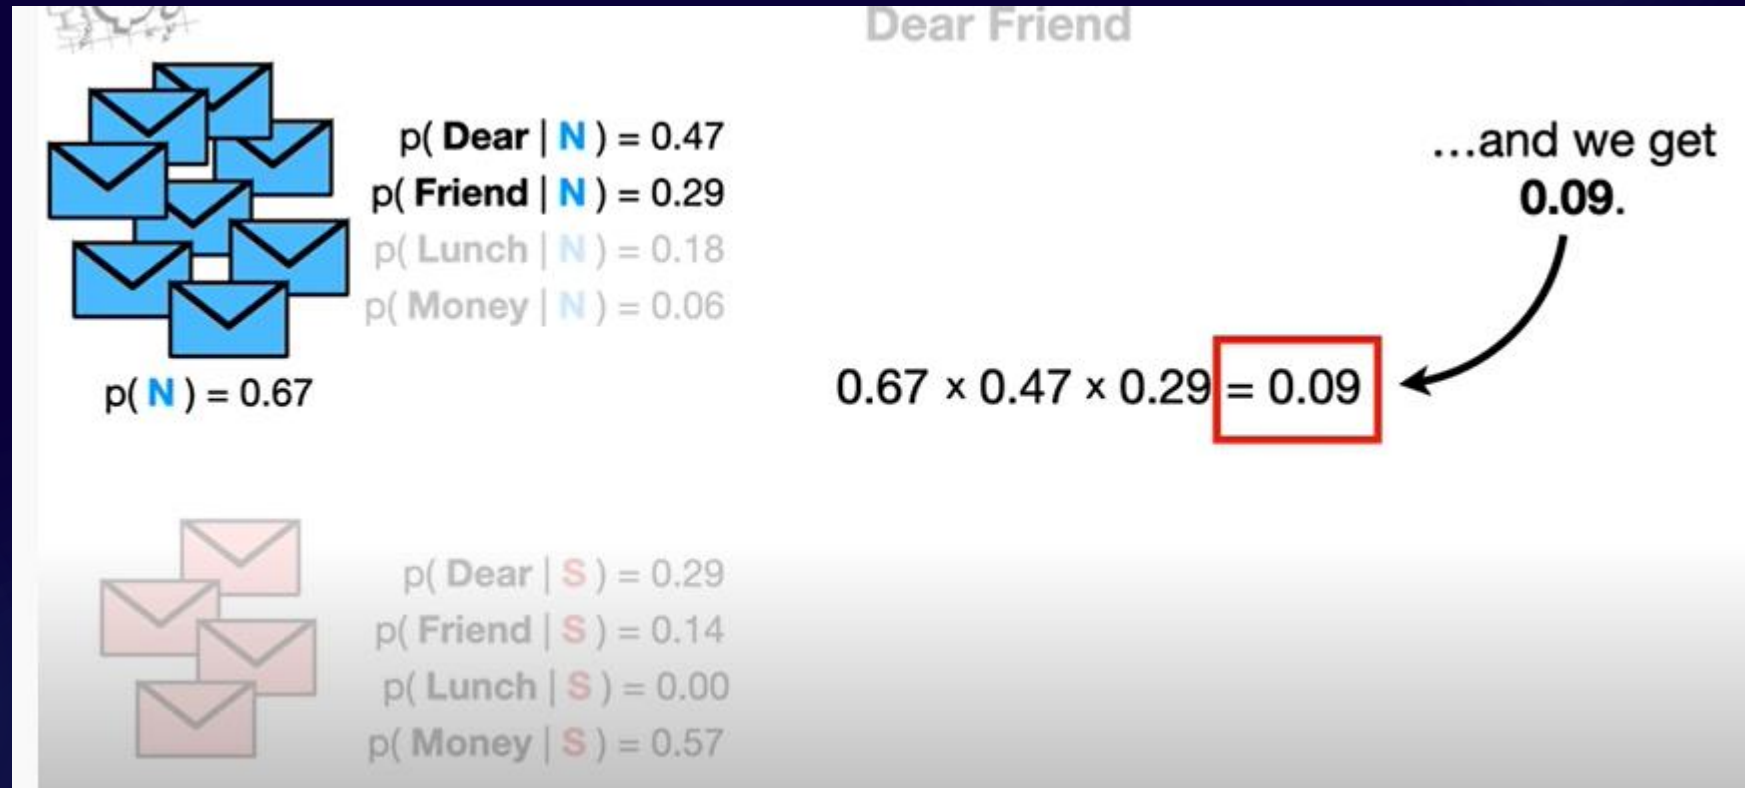 Dear Friend
p( Dear | N ) = 0.47
p( Friend | N ) = 0.29
p( Lunch | N ) = 0.18
p( Money | N ) = 0.06
p( N ) = 0.67
...and we get
0.09.
0.67 x 0.47 x 0.29 = 0.09
p( Dear | S ) = 0.29
p( Friend | S ) = 0.14
p( Lunch | S ) = 0.00
p( Money | S ) = 0.57